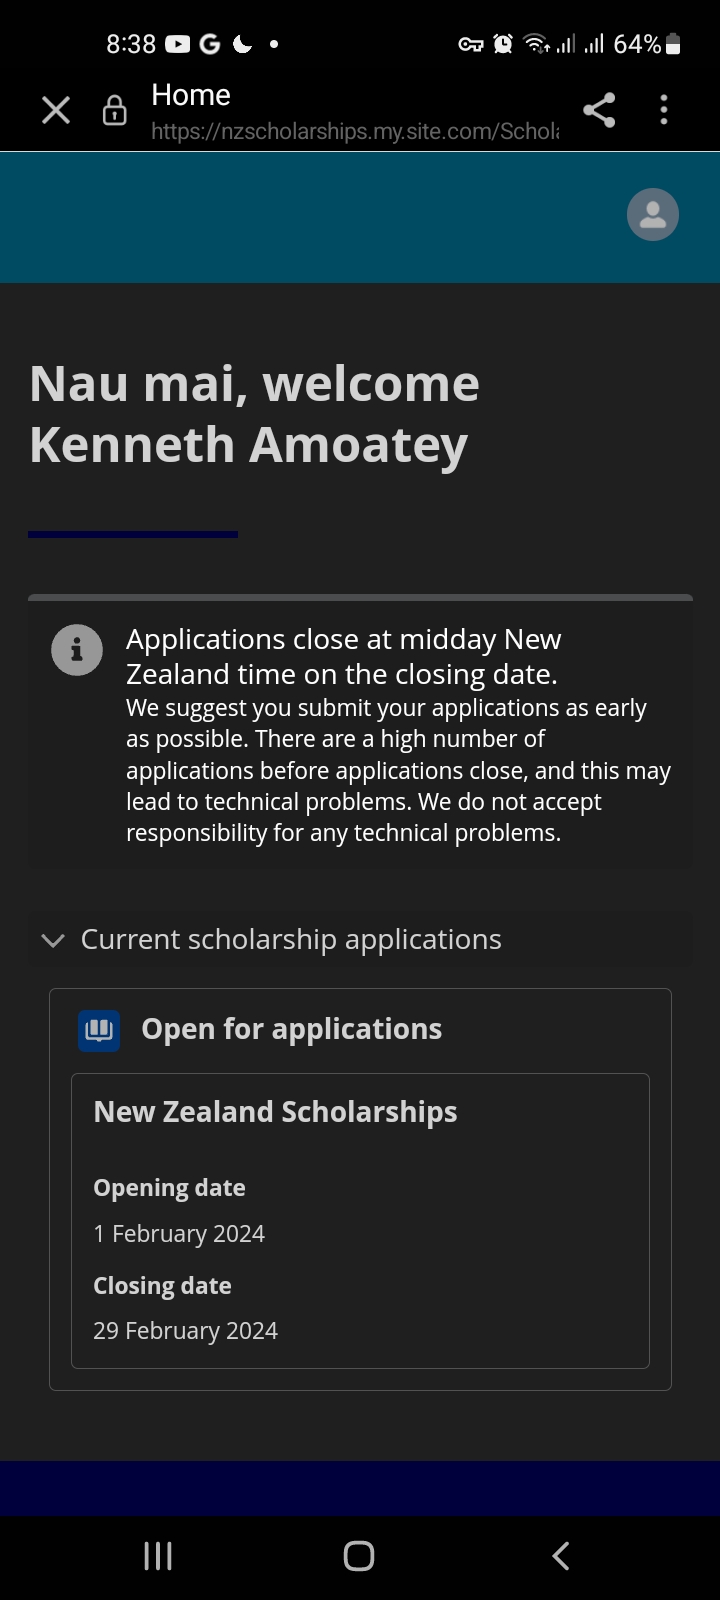 8:38
64%
Home
https://nzscholarships.my.site.com/Schola
Nau mai, welcome
Kenneth Amoatey
Applications close at midday New
Zealand time on the closing date.
We suggest you submit your applications as early
as possible. There are a high number of
applications before applications close, and this may
lead to technical problems. We do not accept
responsibility for any technical problems.
Current scholarship applications
Open for applications
New Zealand Scholarships
Opening date
1 February 2024
Closing date
29 February 2024